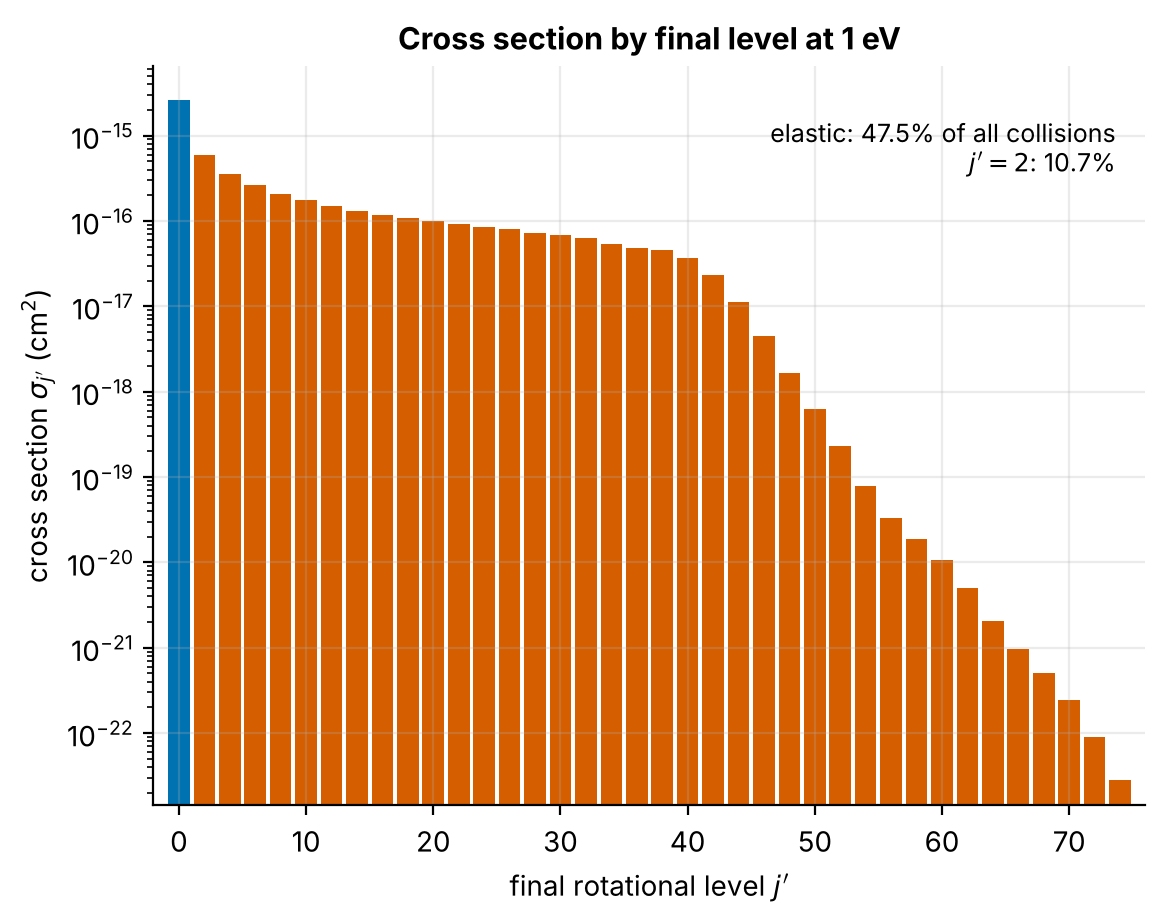 Cross section by final level at 1 eV
elastic: 47.5% of all collisions
j′ = 2: 10.7%
cross section σ_j′ (cm²)
10⁻¹⁵
10⁻¹⁶
10⁻¹⁷
10⁻¹⁸
10⁻¹⁹
10⁻²⁰
10⁻²¹
10⁻²²
0 10 20 30 40 50 60 70
final rotational level j′